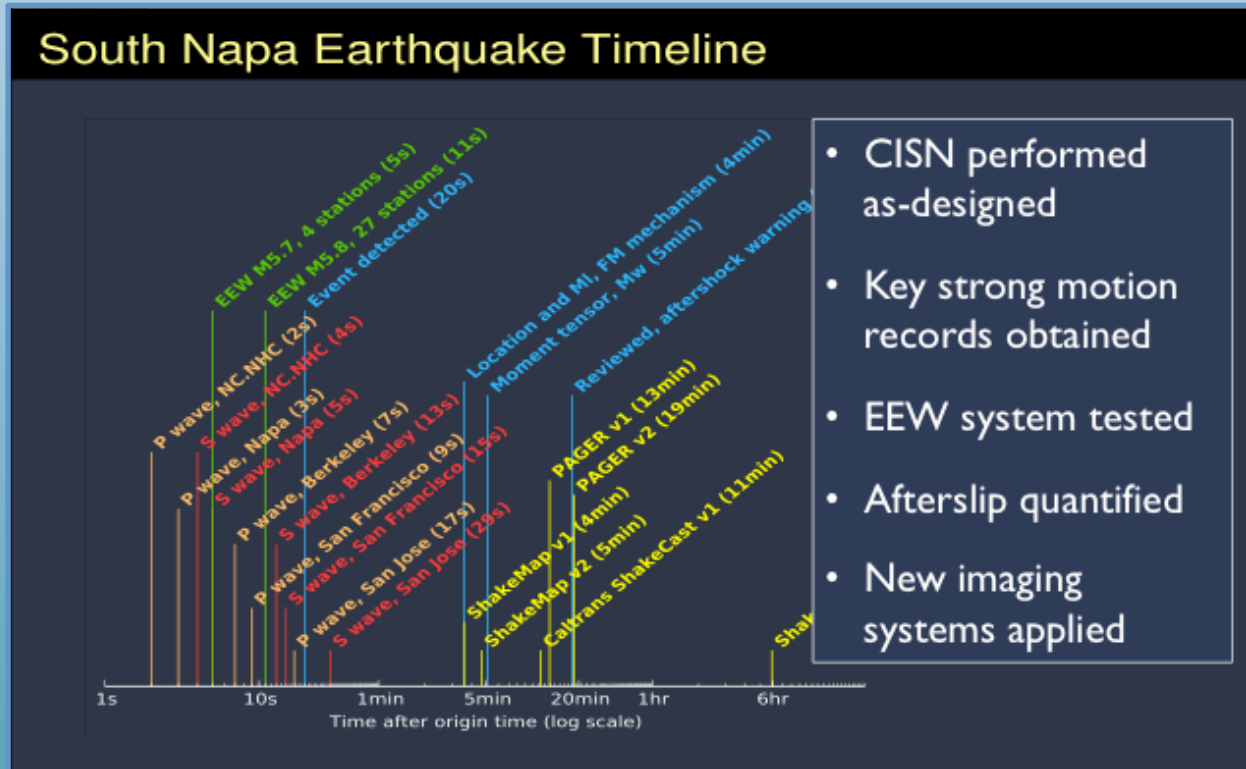 South Napa Earthquake Timeline
EEW M5.7, 4 stations (5s)
EEW M5.8, 27 stations (11s)
Event detected (20s)
Location and Ml, FM mechanism (4min)
Moment tensor, Mw (5min)
Reviewed, aftershock warning
P wave, NC.NHC (2s)
S wave, NC.NHC (4s)
P wave, Napa (3s)
S wave, Napa (5s)
P wave, Berkeley (7s)
S wave, Berkeley (13s)
P wave, San Francisco (9s)
S wave, San Francisco (15s)
P wave, San Jose (17s)
S wave, San Jose (29s)
PAGER v1 (13min)
PAGER v2 (19min)
ShakeMap v1 (4min)
ShakeMap v2 (5min)
Caltrans ShakeCast v1 (11min)
1s 10s 1min 5min 20min 1hr 6hr
Time after origin time (log scale)
• CISN performed
as-designed
• Key strong motion
records obtained
• EEW system tested
• Afterslip quantified
• New imaging
systems applied